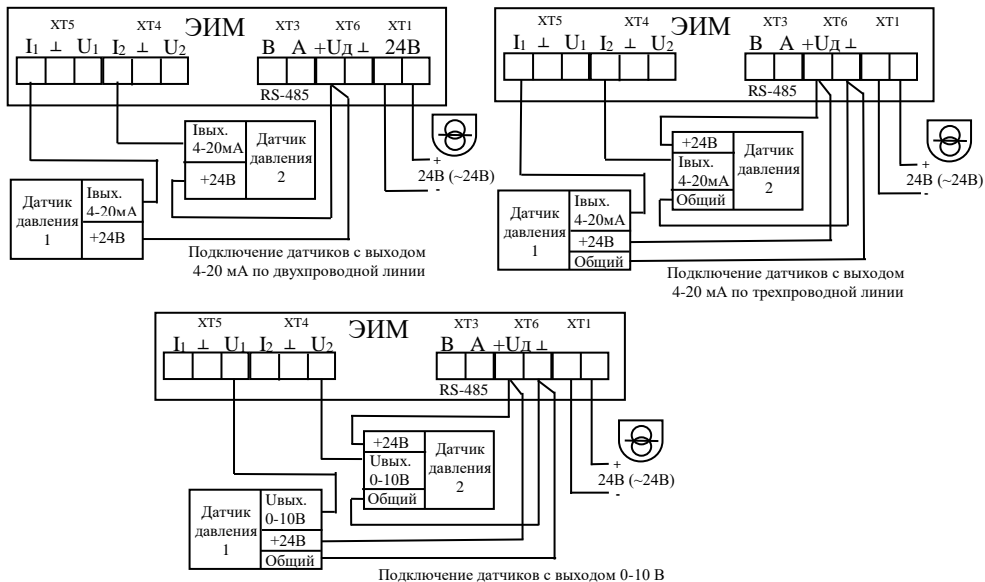 XT5 XT4 ЭИМ XT3 XT6 XT1
I1 ⊥ U1 I2 ⊥ U2 B A +Uд ⊥ 24В
RS-485
Iвых.
4-20мА
+24В
Датчик
давления
2
+
24В (~24В)
-
Датчик
давления
1
Iвых.
4-20мА
+24В
Подключение датчиков с выходом
4-20 мА по двухпроводной линии
XT5 XT4 ЭИМ XT3 XT6 XT1
I1 ⊥ U1 I2 ⊥ U2 B A +Uд ⊥
RS-485
+24В
Iвых.
4-20мА
Общий
Датчик
давления
2
+
24В (~24В)
-
Датчик
давления
1
Iвых.
4-20мА
+24В
Общий
Подключение датчиков с выходом
4-20 мА по трехпроводной линии
XT5 XT4 ЭИМ XT3 XT6 XT1
I1 ⊥ U1 I2 ⊥ U2 B A +Uд ⊥
RS-485
+24В
Uвых.
0-10В
Общий
Датчик
давления
2
+
24В (~24В)
-
Датчик
давления
1
Uвых.
0-10В
+24В
Общий
Подключение датчиков с выходом 0-10 В